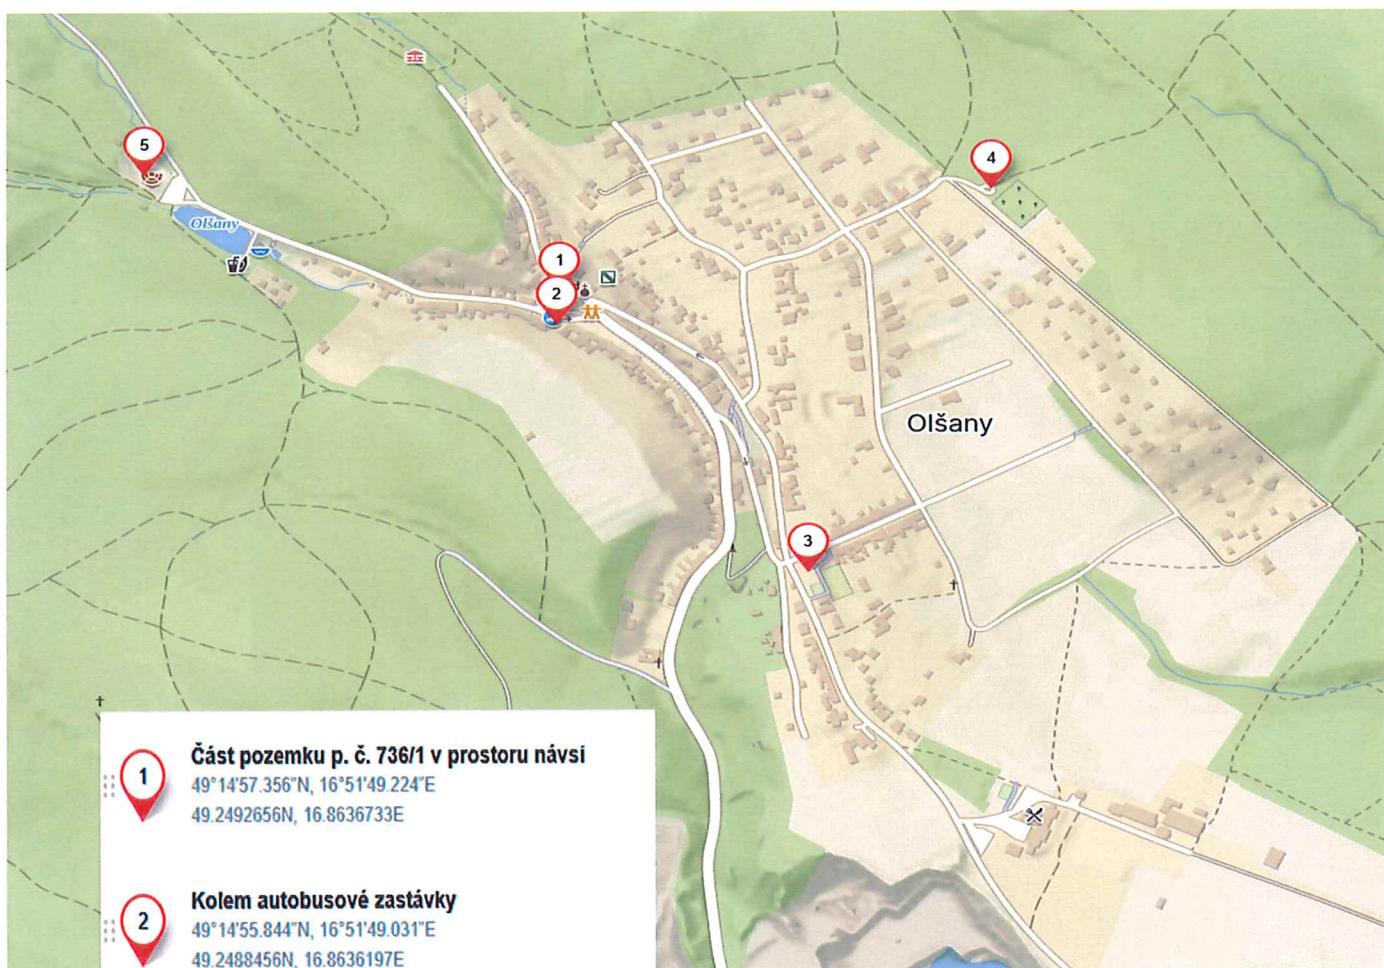 5
4
Olšany
1
2
Olšany
3
1
Část pozemku p. č. 736/1 v prostoru návsi
49°14'57.356"N, 16°51'49.224"E
49.2492656N, 16.8636733E
2
Kolem autobusové zastávky
49°14'55.844"N, 16°51'49.031"E
49.2488456N, 16.8636197E